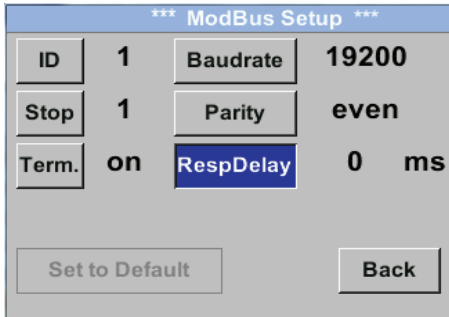 *** ModBus Setup ***
ID 1 Baudrate 19200
Stop 1 Parity even
Term. on RespDelay 0 ms
Set to Default Back